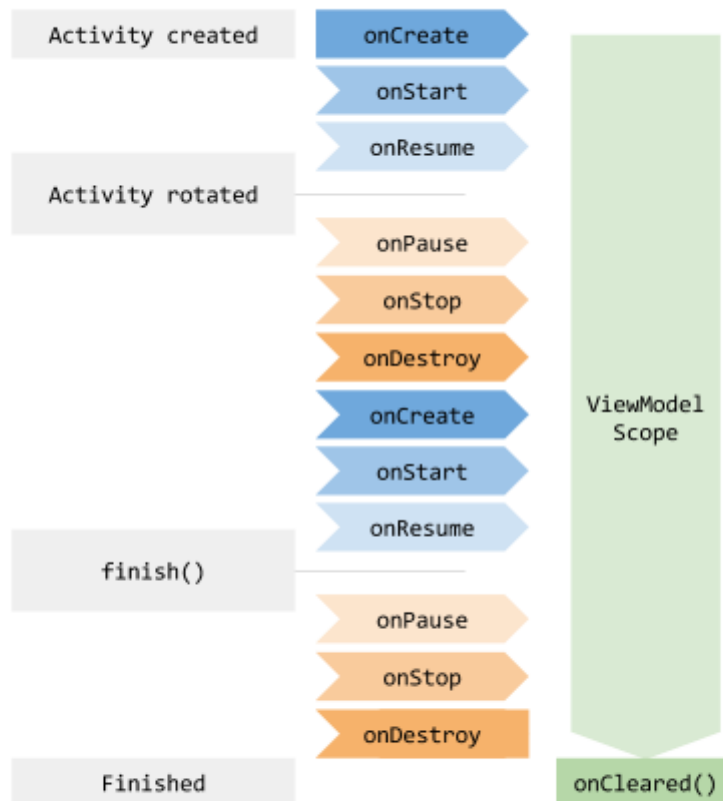 Activity created
onCreate
onStart
onResume
Activity rotated
onPause
onStop
onDestroy
onCreate
ViewModel
Scope
onStart
onResume
finish()
onPause
onStop
onDestroy
Finished
onCleared()